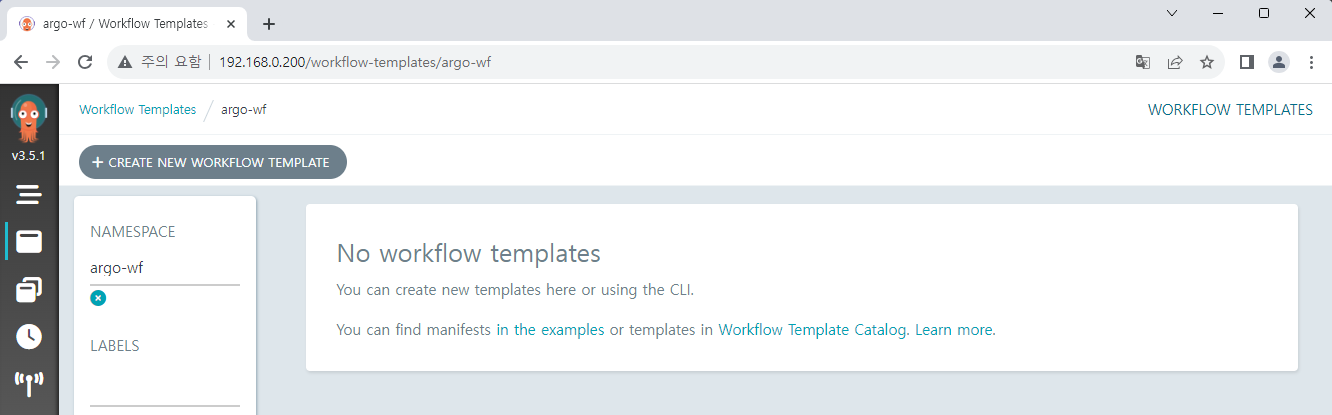 argo-wf / Workflow Templates
주의 요함 192.168.0.200/workflow-templates/argo-wf
Workflow Templates / argo-wf
WORKFLOW TEMPLATES
v3.5.1
+ CREATE NEW WORKFLOW TEMPLATE
NAMESPACE
argo-wf
LABELS
No workflow templates
You can create new templates here or using the CLI.
You can find manifests in the examples or templates in Workflow Template Catalog. Learn more.